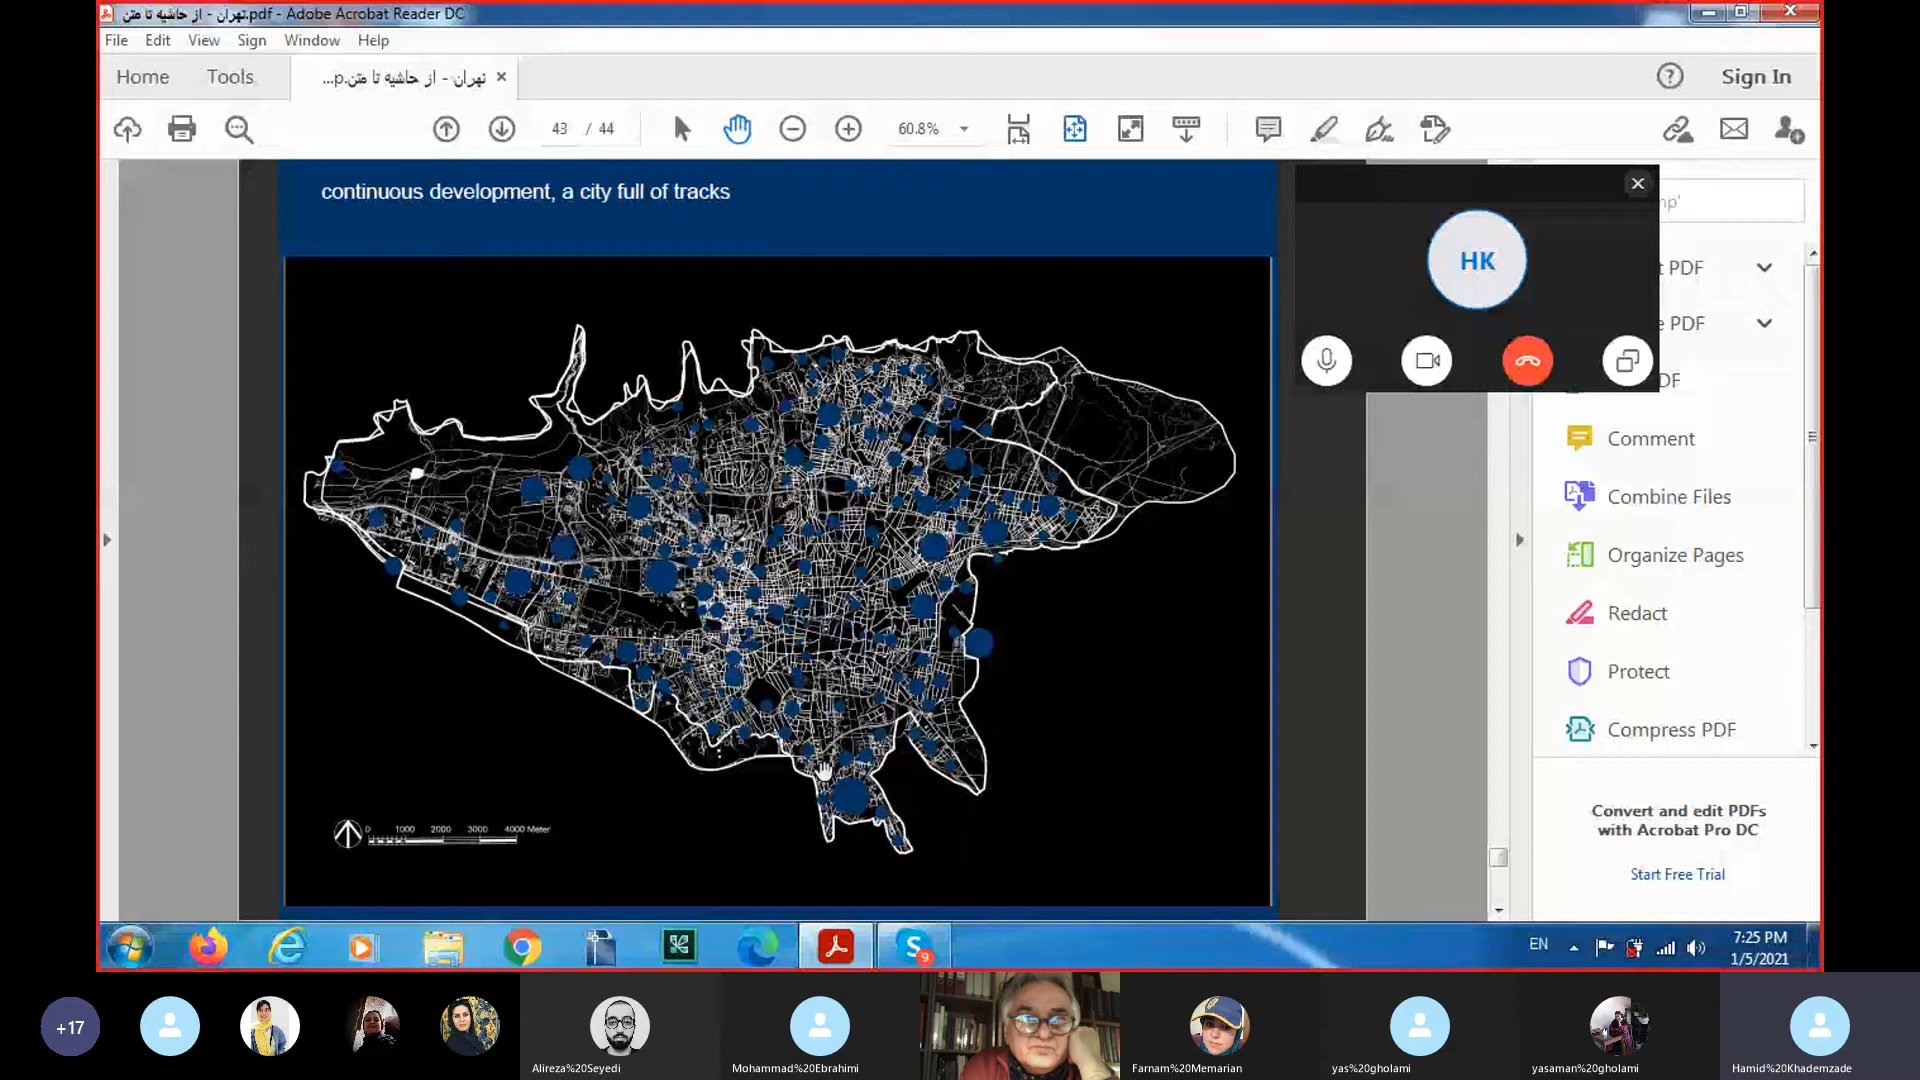 تهران - از حاشیه تا متن.pdf - Adobe Acrobat Reader DC
File Edit View Sign Window Help
Home Tools تهران - از حاشیه تا متن.p...
Sign In
43 / 44 60.8%
continuous development, a city full of tracks
HK
mp'
t PDF
e PDF
DF
Comment
Combine Files
Organize Pages
Redact
Protect
Compress PDF
Convert and edit PDFs
with Acrobat Pro DC
Start Free Trial
0 1000 2000 3000 4000 Meter
9
EN
7:25 PM
1/5/2021
+17
Alireza%20Seyedi
Mohammad%20Ebrahimi
Farnam%20Memarian
yas%20gholami
yasaman%20gholami
Hamid%20Khademzade